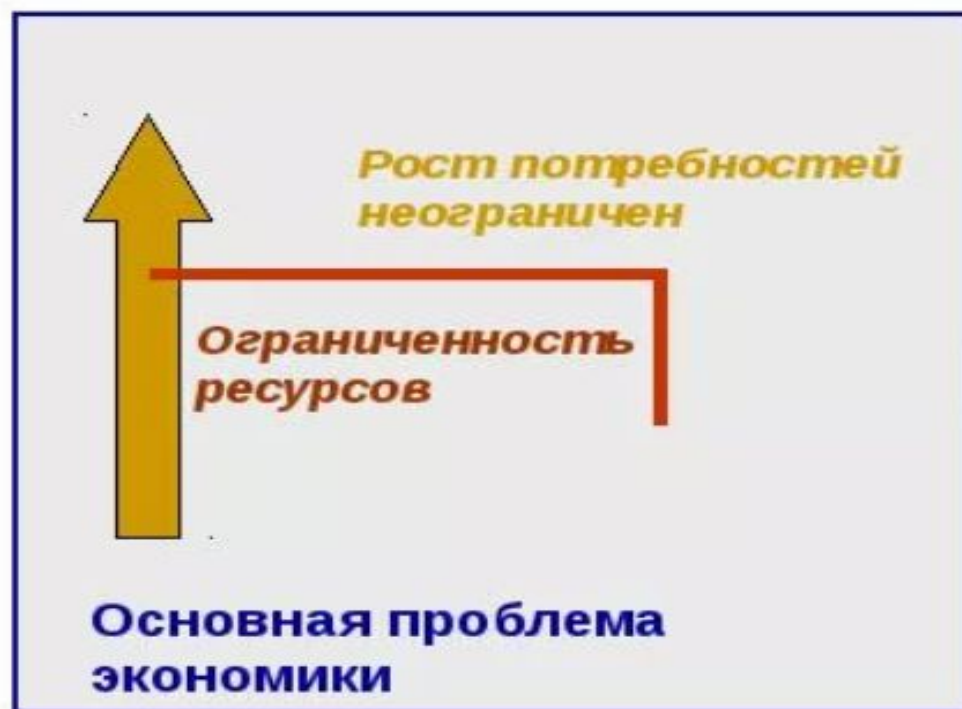 Рост потребностей
неограничен
Ограниченность
ресурсов
Основная проблема
экономики